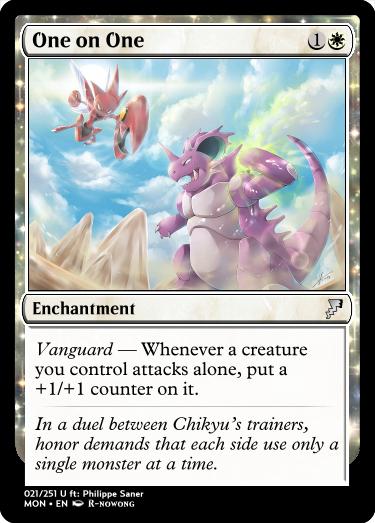 One on One 1
Enchantment
Vanguard — Whenever a creature
you control attacks alone, put a
+1/+1 counter on it.
In a duel between Chikyu's trainers,
honor demands that each side use only a
single monster at a time.
021/251 U ft: Philippe Saner
MON • EN R-nowong